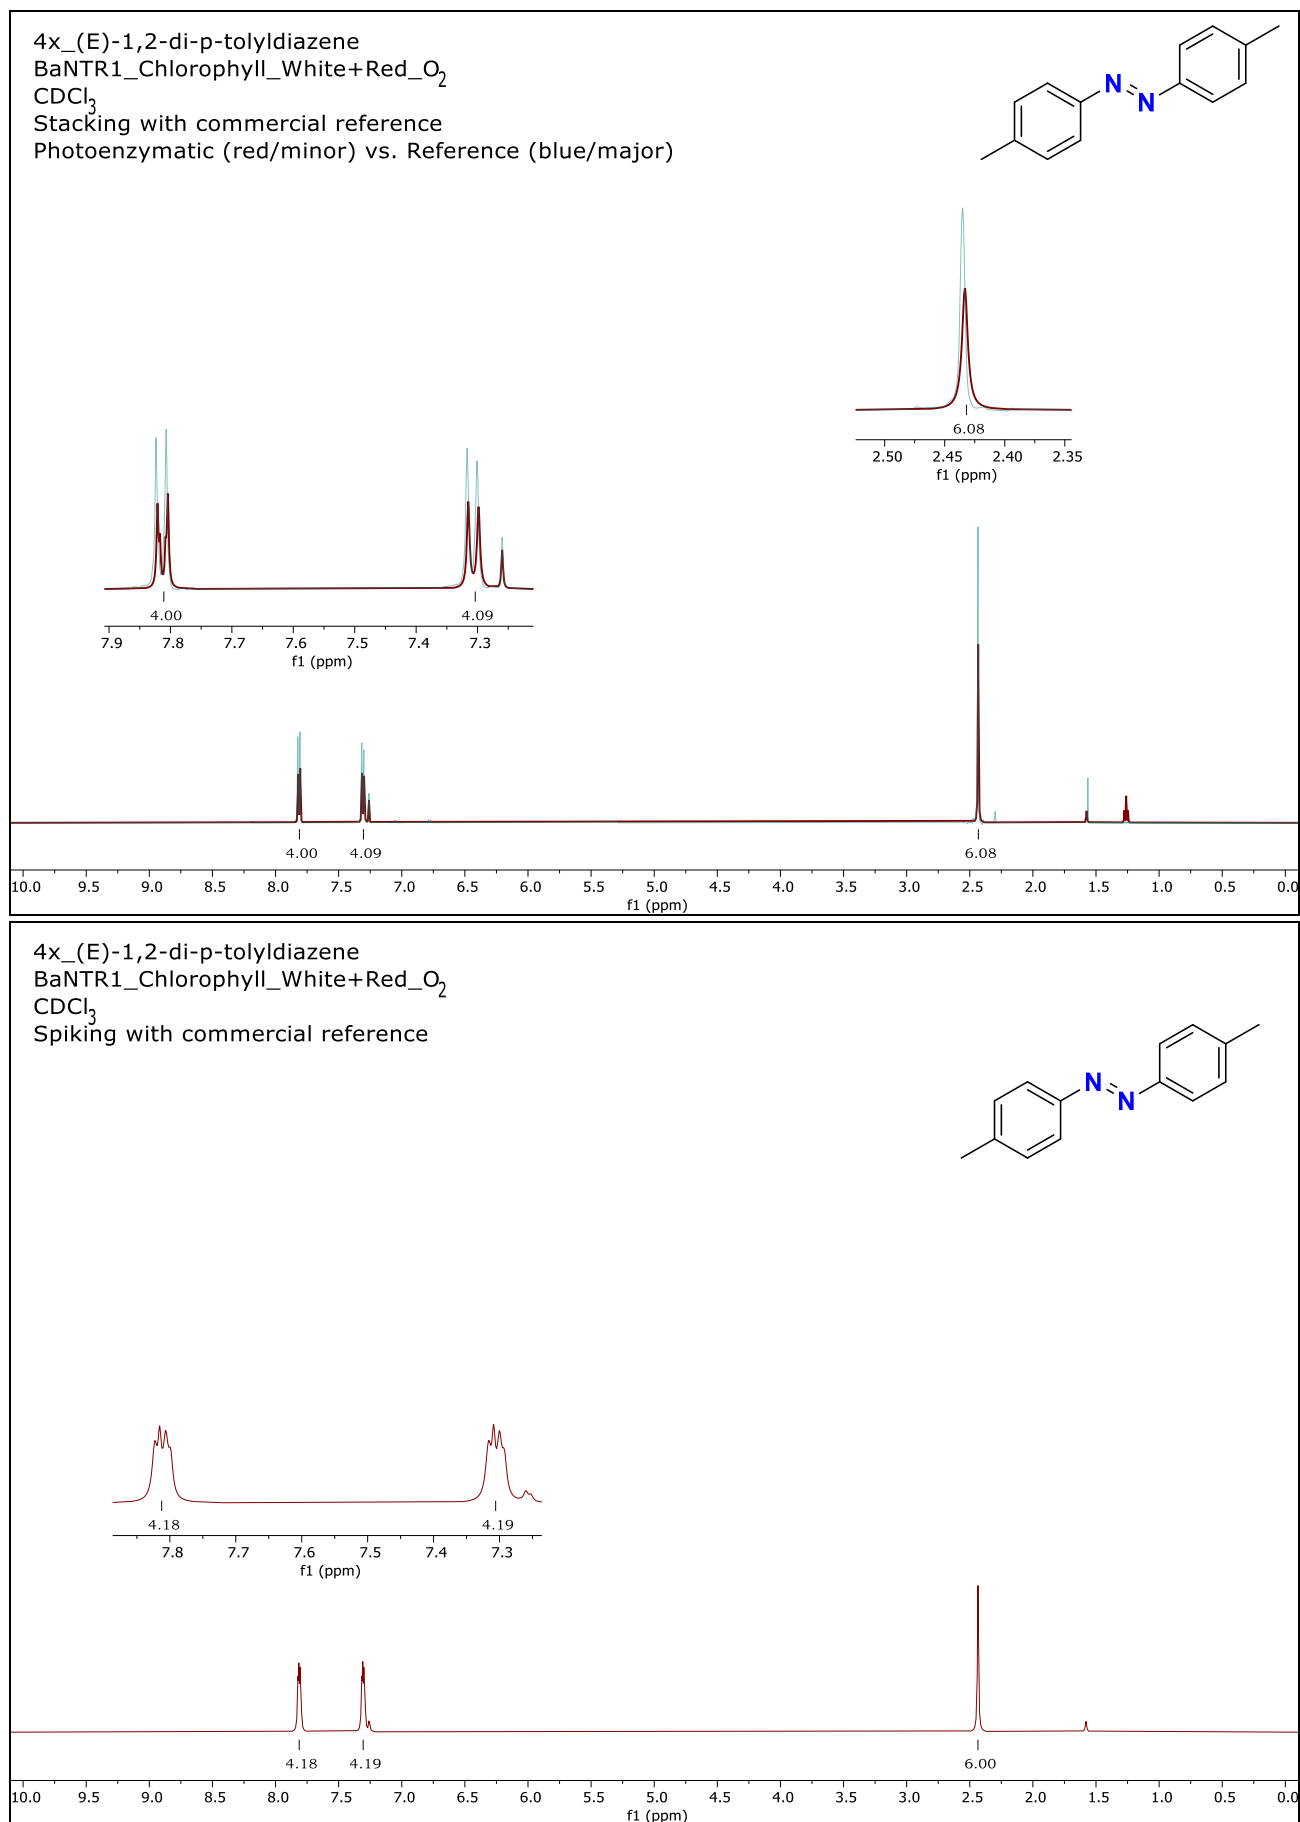 4x_(E)-1,2-di-p-tolyldiazene
BaNTR1_Chlorophyll_White+Red_O2
CDCl3
Stacking with commercial reference
Photoenzymatic (red/minor) vs. Reference (blue/major)
N
N
6.08
2.50 2.45 2.40 2.35
f1 (ppm)
4.00 4.09
7.9 7.8 7.7 7.6 7.5 7.4 7.3
f1 (ppm)
4.00 4.09 6.08
10.0 9.5 9.0 8.5 8.0 7.5 7.0 6.5 6.0 5.5 5.0 4.5 4.0 3.5 3.0 2.5 2.0 1.5 1.0 0.5 0.0
f1 (ppm)
4x_(E)-1,2-di-p-tolyldiazene
BaNTR1_Chlorophyll_White+Red_O2
CDCl3
Spiking with commercial reference
N
N
4.18 4.19
7.8 7.7 7.6 7.5 7.4 7.3
f1 (ppm)
4.18 4.19 6.00
10.0 9.5 9.0 8.5 8.0 7.5 7.0 6.5 6.0 5.5 5.0 4.5 4.0 3.5 3.0 2.5 2.0 1.5 1.0 0.5 0.0
f1 (ppm)